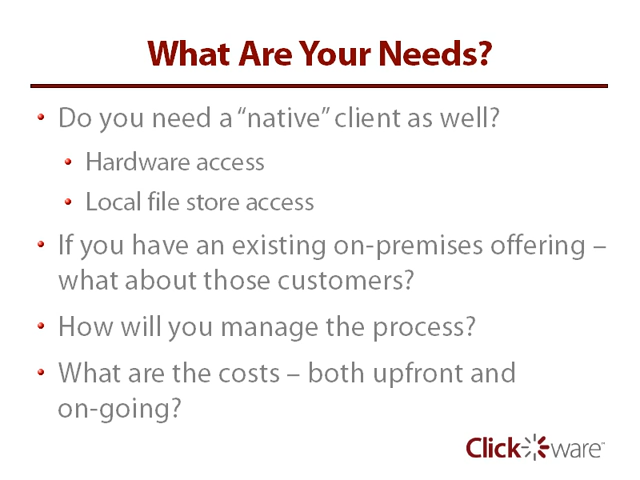 What Are Your Needs?
• Do you need a “native” client as well?
• Hardware access
• Local file store access
• If you have an existing on-premises offering –
what about those customers?
• How will you manage the process?
• What are the costs – both upfront and
on-going?
Click ware™